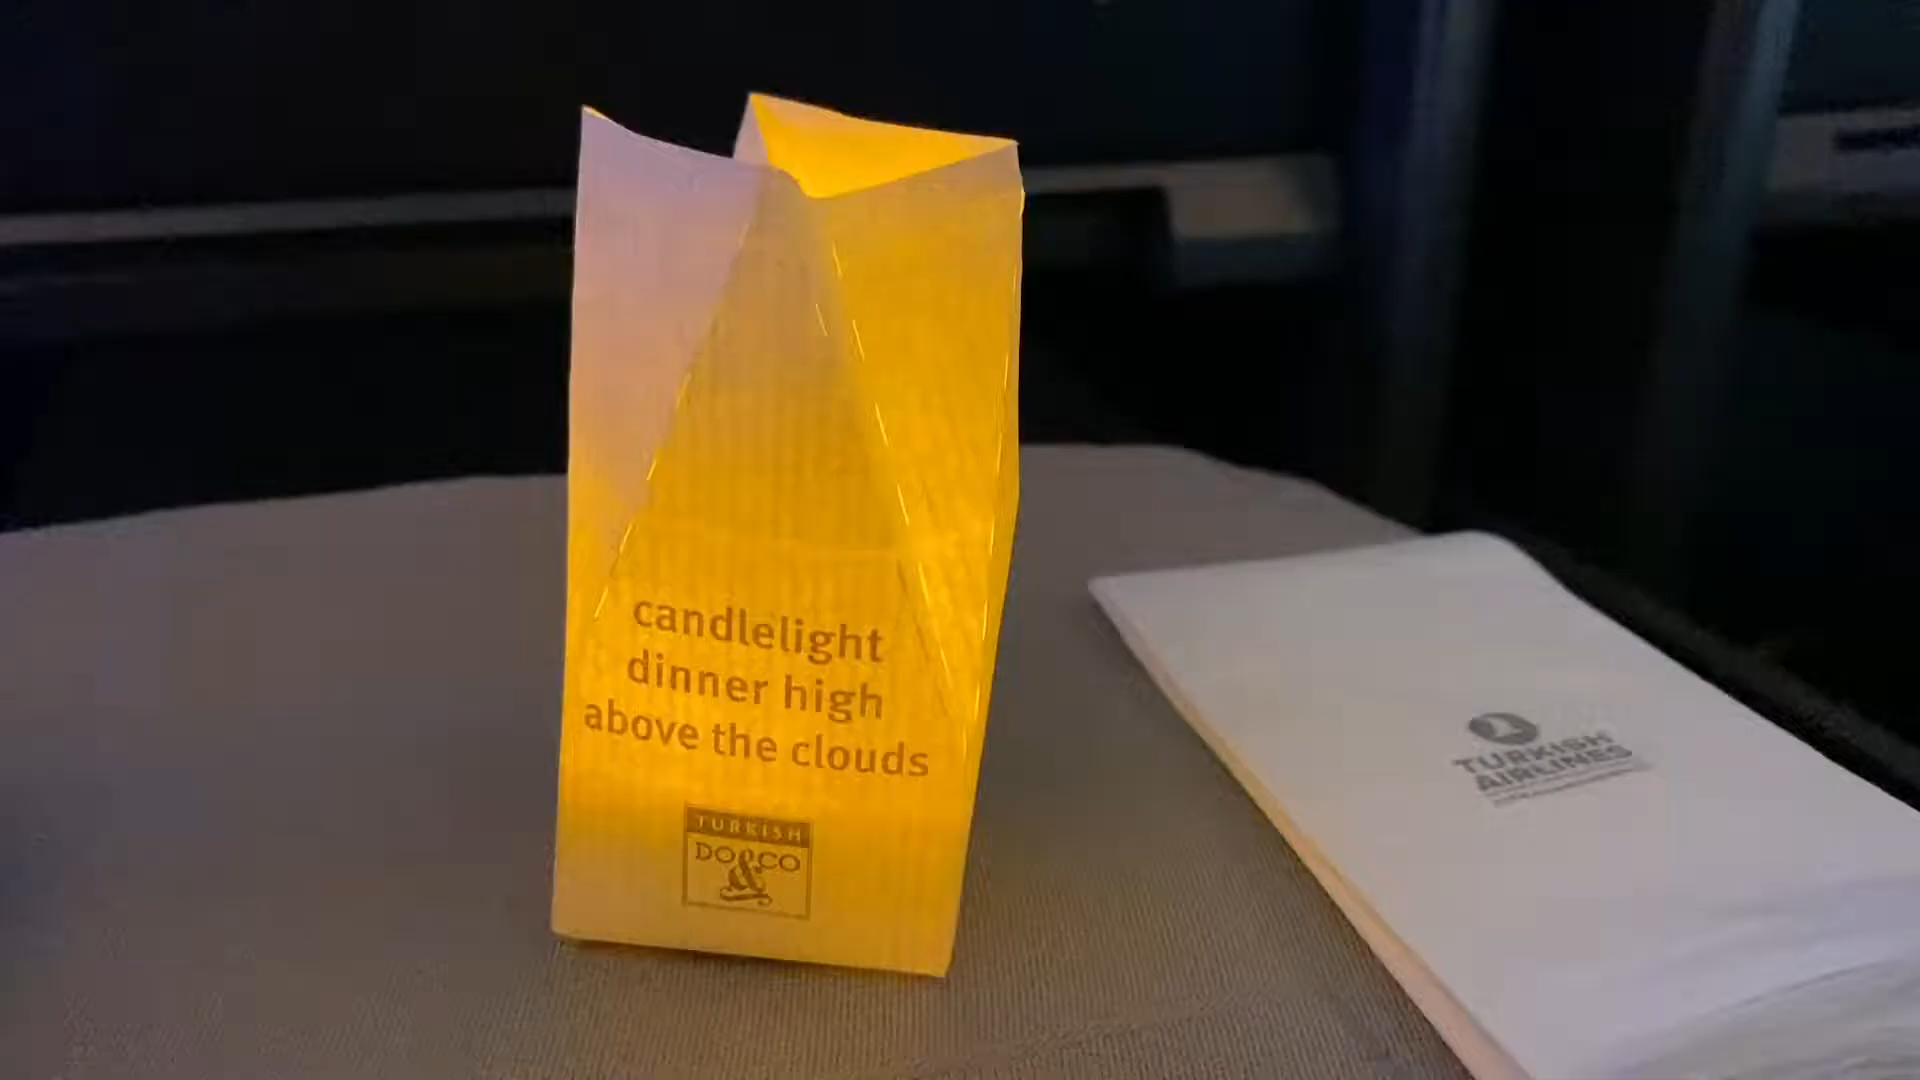 candlelight
dinner high
above the clouds
TURKISH
DO&CO
TURKISH
AIRLINES